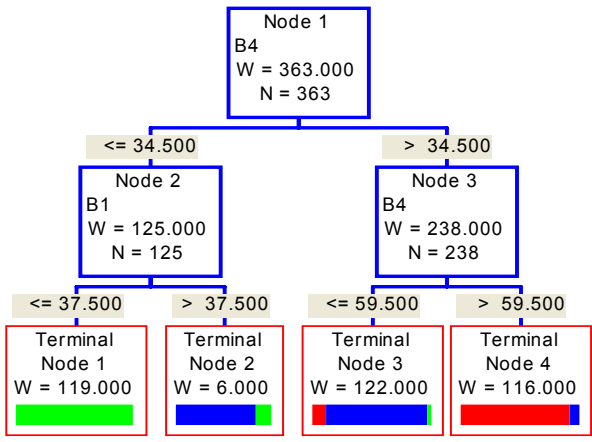 Node 1
B4
W = 363.000
N = 363
<= 34.500
> 34.500
Node 2
B1
W = 125.000
N = 125
Node 3
B4
W = 238.000
N = 238
<= 37.500
> 37.500
<= 59.500
> 59.500
Terminal
Node 1
W = 119.000
Terminal
Node 2
W = 6.000
Terminal
Node 3
W = 122.000
Terminal
Node 4
W = 116.000